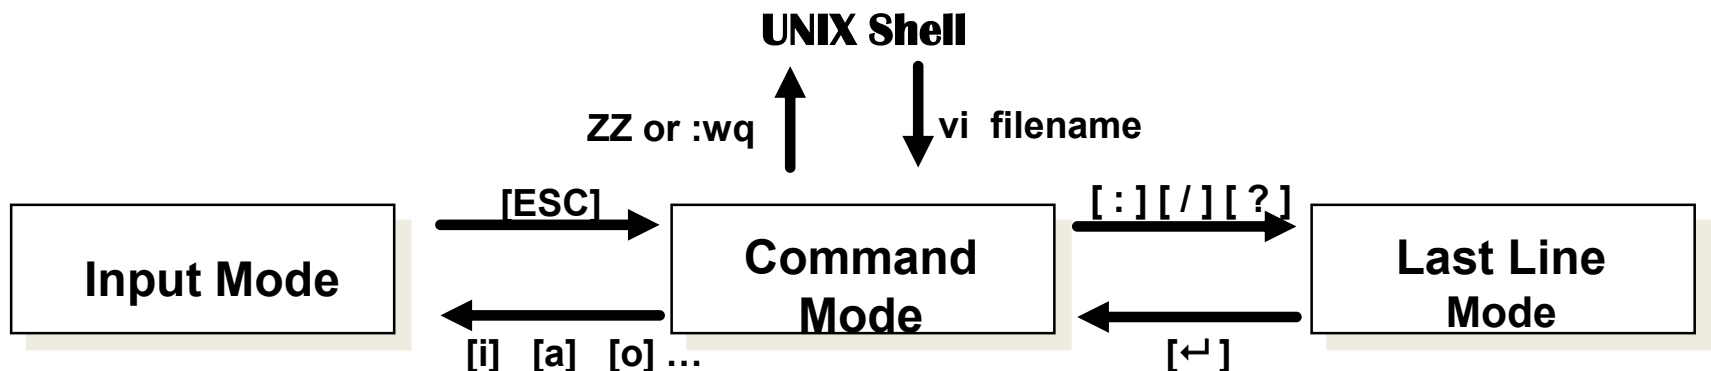 UNIX Shell
ZZ or :wq
vi filename
[ESC]
[ : ] [ / ] [ ? ]
Input Mode
Command
Mode
Last Line
Mode
[i] [a] [o] ...
[↵ ]